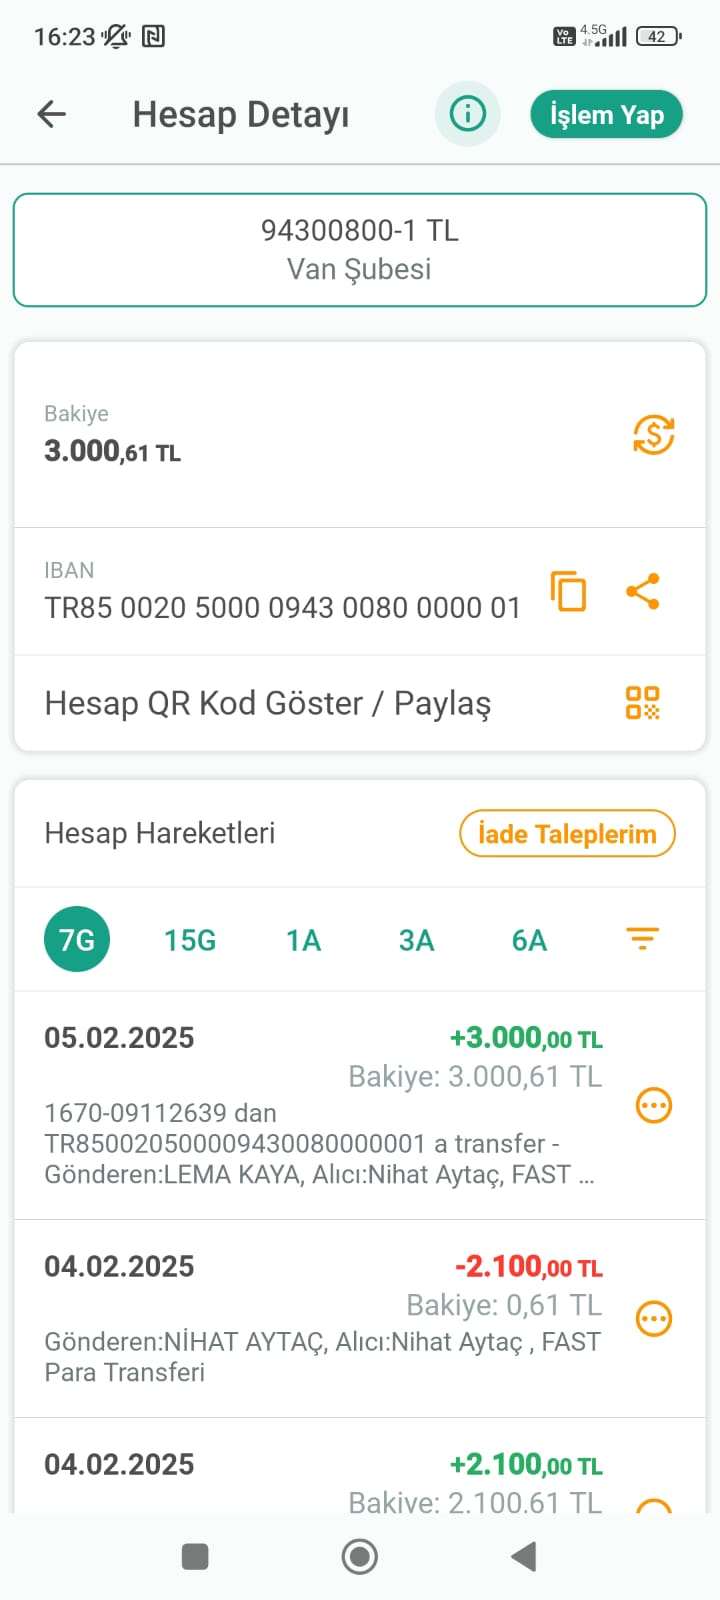 16:23
Vo LTE 4.5G 42
Hesap Detayı
İşlem Yap
94300800-1 TL
Van Şubesi
Bakiye
3.000,61 TL
IBAN
TR85 0020 5000 0943 0080 0000 01
Hesap QR Kod Göster / Paylaş
Hesap Hareketleri
İade Taleplerim
7G 15G 1A 3A 6A
05.02.2025
+3.000,00 TL
Bakiye: 3.000,61 TL
1670-09112639 dan
TR850020500009430080000001 a transfer -
Gönderen:LEMA KAYA, Alıcı:Nihat Aytaç, FAST ...
04.02.2025
-2.100,00 TL
Bakiye: 0,61 TL
Gönderen:NİHAT AYTAÇ, Alıcı:Nihat Aytaç , FAST
Para Transferi
04.02.2025
+2.100,00 TL
Bakiye: 2.100,61 TL